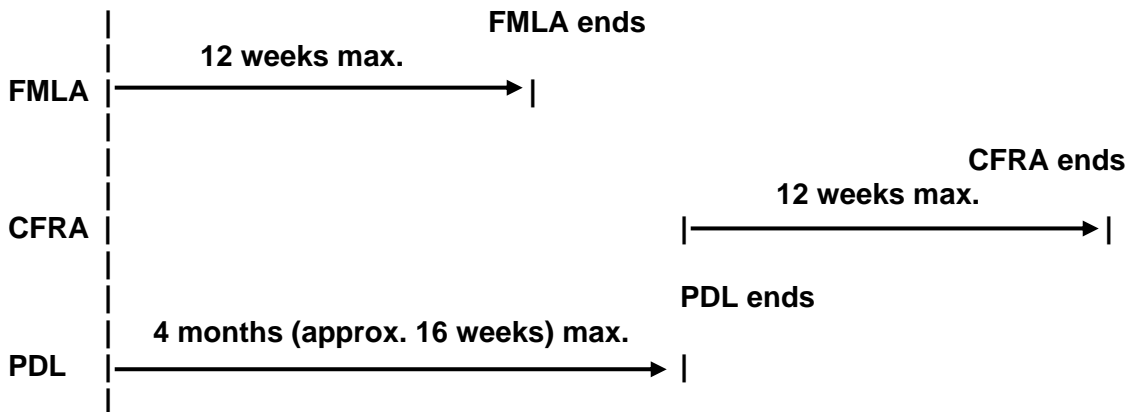 FMLA ends
12 weeks max.
FMLA
CFRA ends
12 weeks max.
CFRA
PDL ends
4 months (approx. 16 weeks) max.
PDL